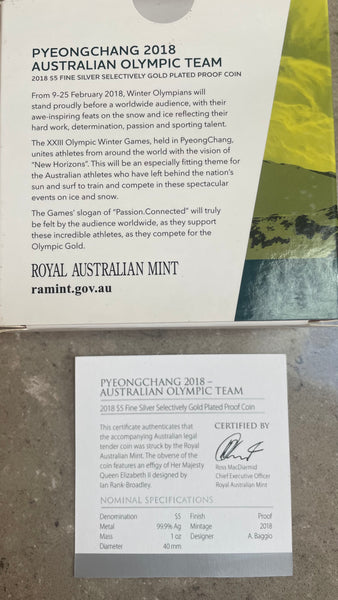 PYEONGCHANG 2018
AUSTRALIAN OLYMPIC TEAM
2018 $5 FINE SILVER SELECTIVELY GOLD PLATED PROOF COIN
From 9–25 February 2018, Winter Olympians will
stand proudly before a worldwide audience, with their
awe-inspiring feats on the snow and ice reflecting their
hard work, determination, passion and sporting talent.
The XXIII Olympic Winter Games, held in PyeongChang,
unites athletes from around the world with the vision of
“New Horizons”. This will be an especially fitting theme for
the Australian athletes who have left behind the nation’s
sun and surf to train and compete in these spectacular
events on ice and snow.
The Games’ slogan of “Passion.Connected” will truly
be felt by the audience worldwide, as they support
these incredible athletes, as they compete for the
Olympic Gold.
ROYAL AUSTRALIAN MINT
ramint.gov.au
PYEONGCHANG 2018 –
AUSTRALIAN OLYMPIC TEAM
2018 $5 Fine Silver Selectively Gold Plated Proof Coin
This certificate authenticates that
the accompanying Australian legal
tender coin was struck by the Royal
Australian Mint. The obverse of the
coin features an effigy of Her Majesty
Queen Elizabeth II designed by
Ian Rank-Broadley.
CERTIFIED BY
Ross MacDiarmid
Chief Executive Officer
Royal Australian Mint
NOMINAL SPECIFICATIONS
Denomination $5 Finish Proof
Metal 99.9% Ag Mintage 2018
Mass 1 oz Designer A. Baggio
Diameter 40 mm